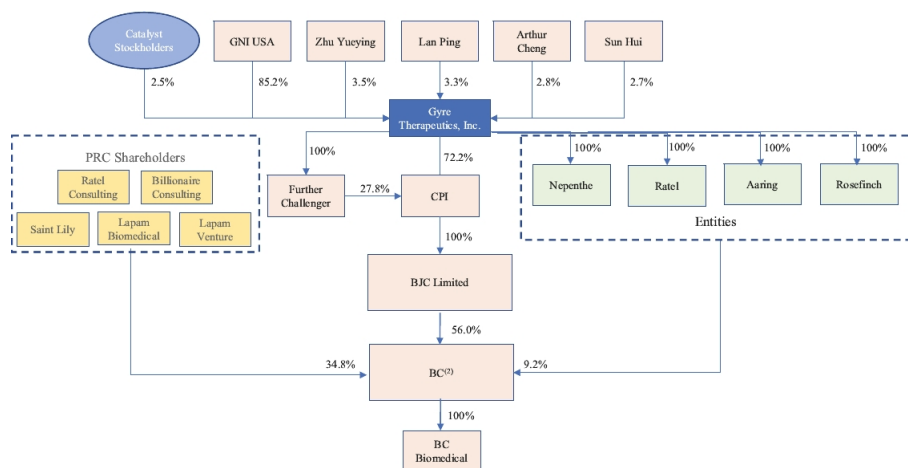 Catalyst
Stockholders
GNI USA
Zhu Yueying
Lan Ping
Arthur
Cheng
Sun Hui
2.5%
85.2%
3.5%
3.3%
2.8%
2.7%
Gyre
Therapeutics, Inc.
PRC Shareholders
Ratel
Consulting
Billionaire
Consulting
Saint Lily
Lapam
Biomedical
Lapam
Venture
100%
72.2%
100%
100%
100%
100%
Further
Challenger
27.8%
CPI
Nepenthe
Ratel
Aaring
Rosefinch
Entities
100%
BJC Limited
56.0%
34.8%
BC(2)
9.2%
100%
BC
Biomedical